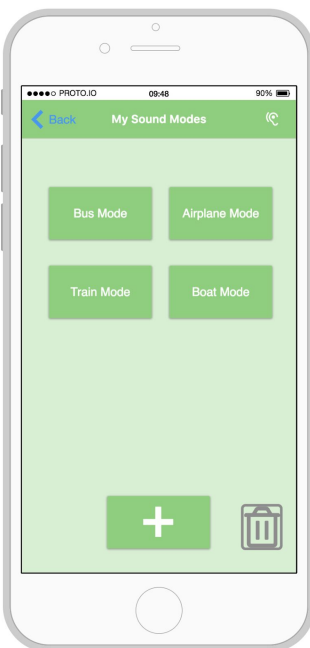 ●●●●○ PROTO.IO 09:48 90%
Back My Sound Modes
Bus Mode Airplane Mode
Train Mode Boat Mode
+